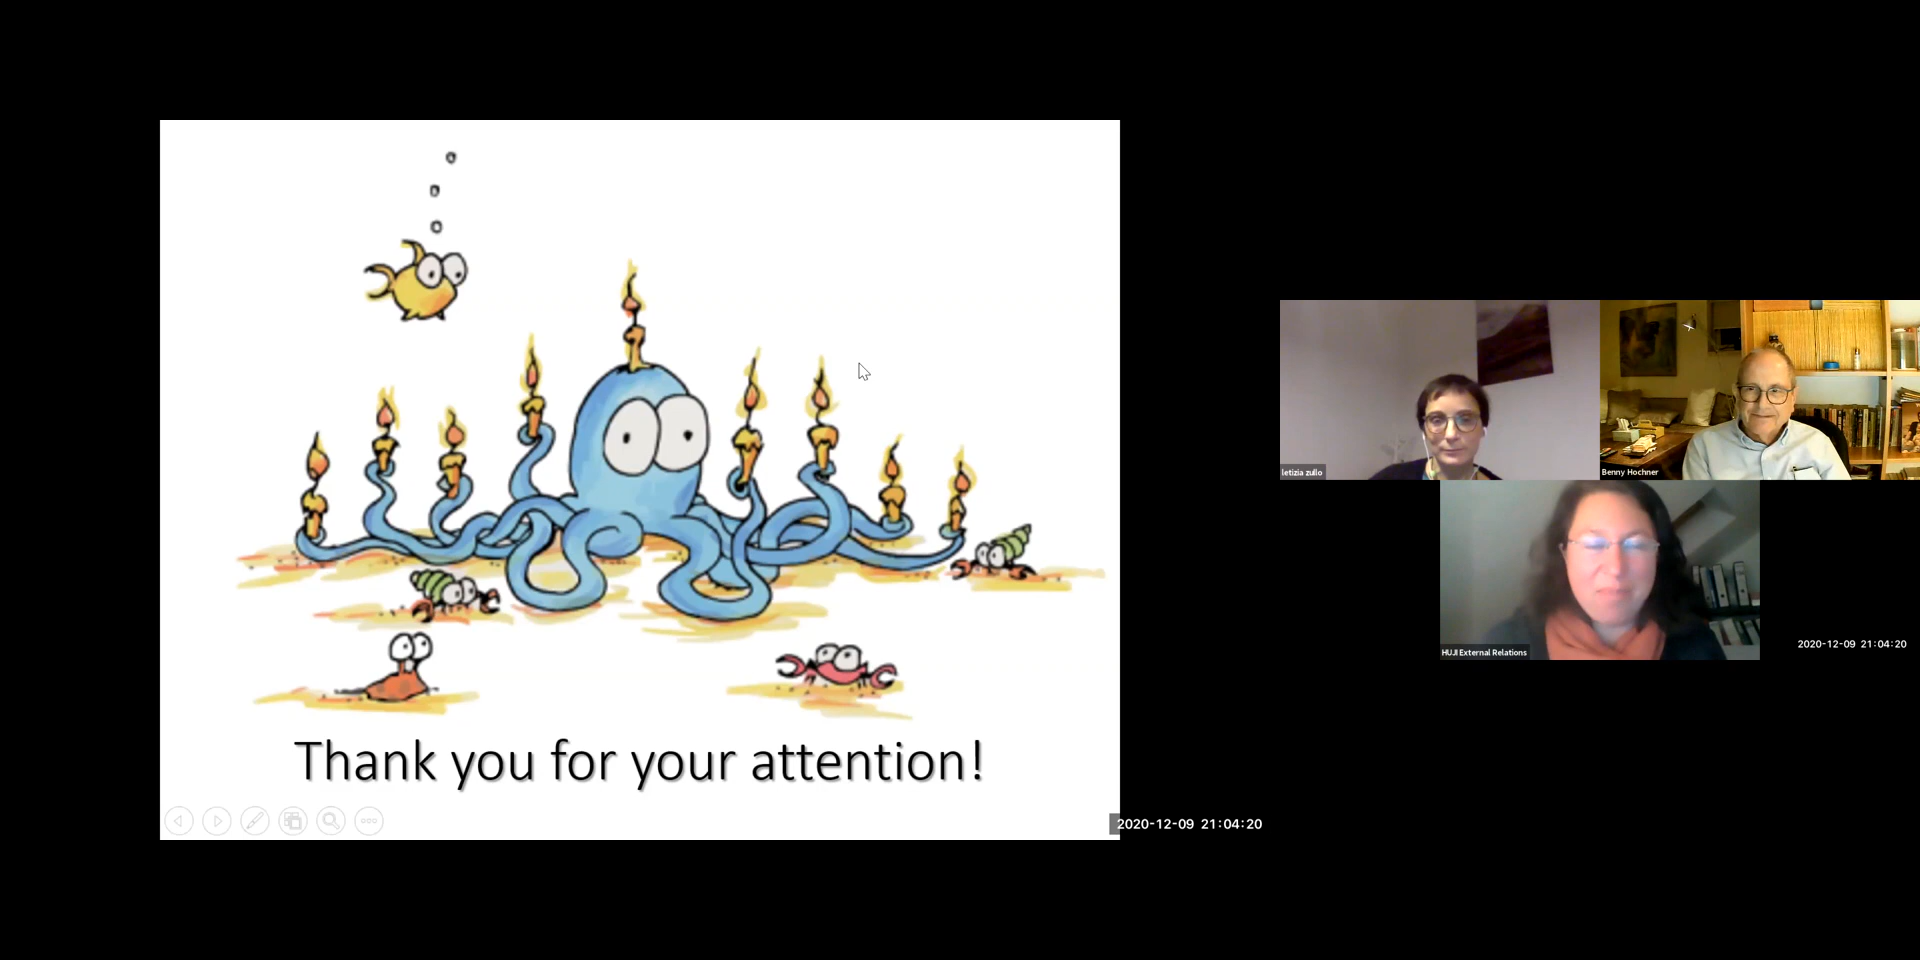 Thank you for your attention!
2020-12-09 21:04:20
letizia zullo
Benny Hochner
HUJI External Relations
2020-12-09 21:04:20